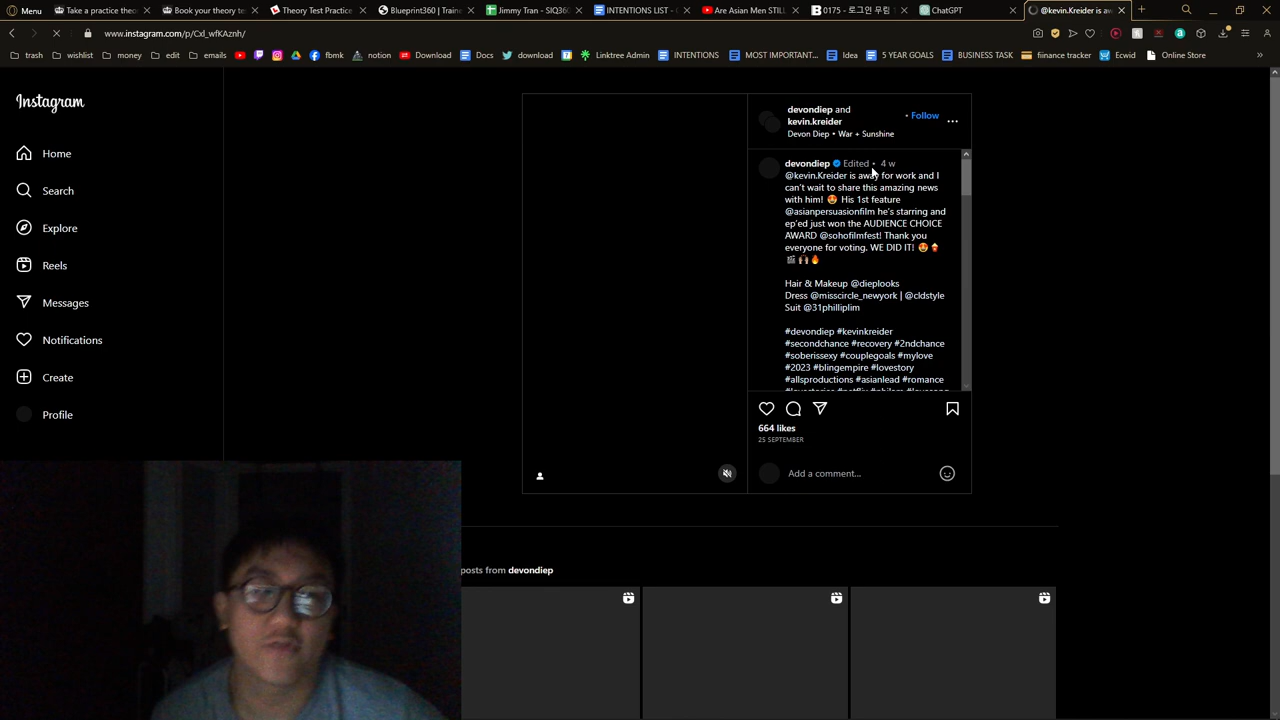 Menu
Take a practice theory
Book your theory te
Theory Test Practice
Blueprint360 | Traine
Jimmy Tran - SIQ360
INTENTIONS LIST - G
Are Asian Men STILL
0175 - 로그인 무림
ChatGPT
@kevin.Kreider is aw
www.instagram.com/p/Cxl_wfKAznh/
trash
wishlist
money
edit
emails
fbmk
notion
Download
Docs
download
Linktree Admin
INTENTIONS
MOST IMPORTANT...
Idea
5 YEAR GOALS
BUSINESS TASK
fiinance tracker
Ecwid
Online Store
Instagram
Home
Search
Explore
Reels
Messages
Notifications
Create
Profile
devondiep and
kevin.kreider
• Follow
Devon Diep • War + Sunshine
devondiep Edited • 4 w
@kevin.Kreider is away for work and I
can't wait to share this amazing news
with him! 😍 His 1st feature
@asianpersuasionfilm he's starring and
ep'ed just won the AUDIENCE CHOICE
AWARD @sohofilmfest! Thank you
everyone for voting. WE DID IT! 😍🍿
🎬🙌🔥
Hair & Makeup @dieplooks
Dress @misscircle_newyork | @cldstyle
Suit @31philliplim
#devondiep #kevinkreider
#secondchance #recovery #2ndchance
#soberissexy #couplegoals #mylove
#2023 #blingempire #lovestory
#allsproductions #asianlead #romance
664 likes
25 SEPTEMBER
Add a comment...
posts from devondiep